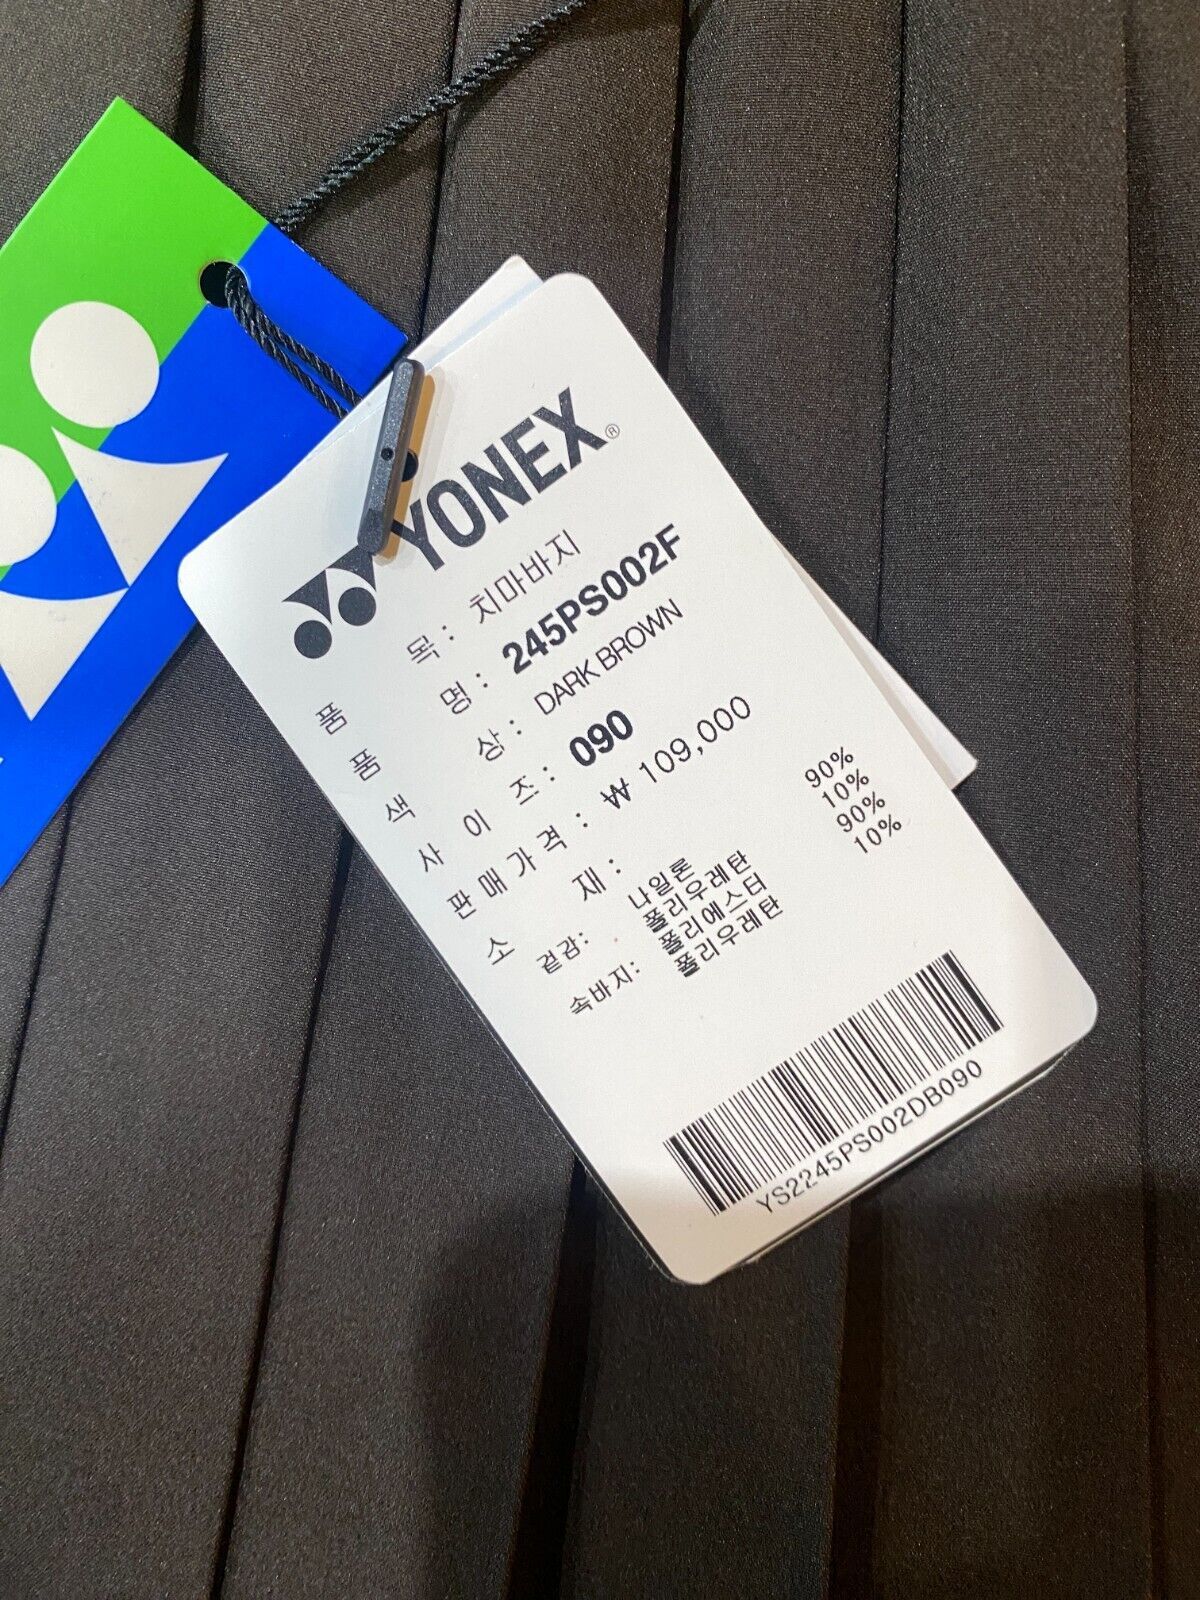 YONEX®
품 목 : 치마바지
품 명 : 245PS002F
색 상 : DARK BROWN
사 이 즈 : 090
판 매 가 격 : ₩ 109,000
소 재 :
겉감: 나일론 90%
폴리우레탄 10%
속바지: 폴리에스터 90%
폴리우레탄 10%
YS2245PS002DB090